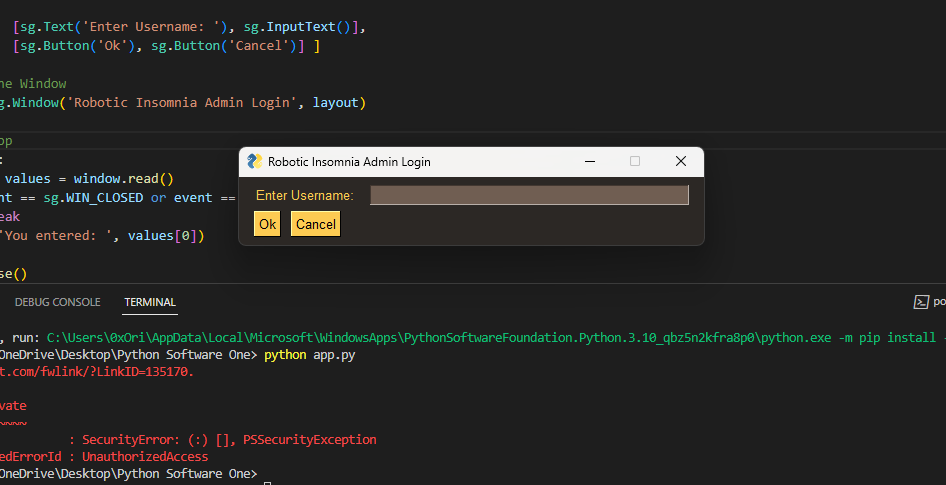 [sg.Text('Enter Username: '), sg.InputText()],
[sg.Button('Ok'), sg.Button('Cancel')] ]
he Window
g.Window('Robotic Insomnia Admin Login', layout)
op
:
values = window.read()
nt == sg.WIN_CLOSED or event ==
eak
'You entered: ', values[0])
se()
Robotic Insomnia Admin Login
Enter Username:
Ok Cancel
DEBUG CONSOLE TERMINAL
po
, run: C:\Users\0xOri\AppData\Local\Microsoft\WindowsApps\PythonSoftwareFoundation.Python.3.10_qbz5n2kfra8p0\python.exe -m pip install -
OneDrive\Desktop\Python Software One> python app.py
t.com/fwlink/?LinkID=135170.
vate
~~~~
: SecurityError: (:) [], PSSecurityException
edErrorId : UnauthorizedAccess
OneDrive\Desktop\Python Software One>